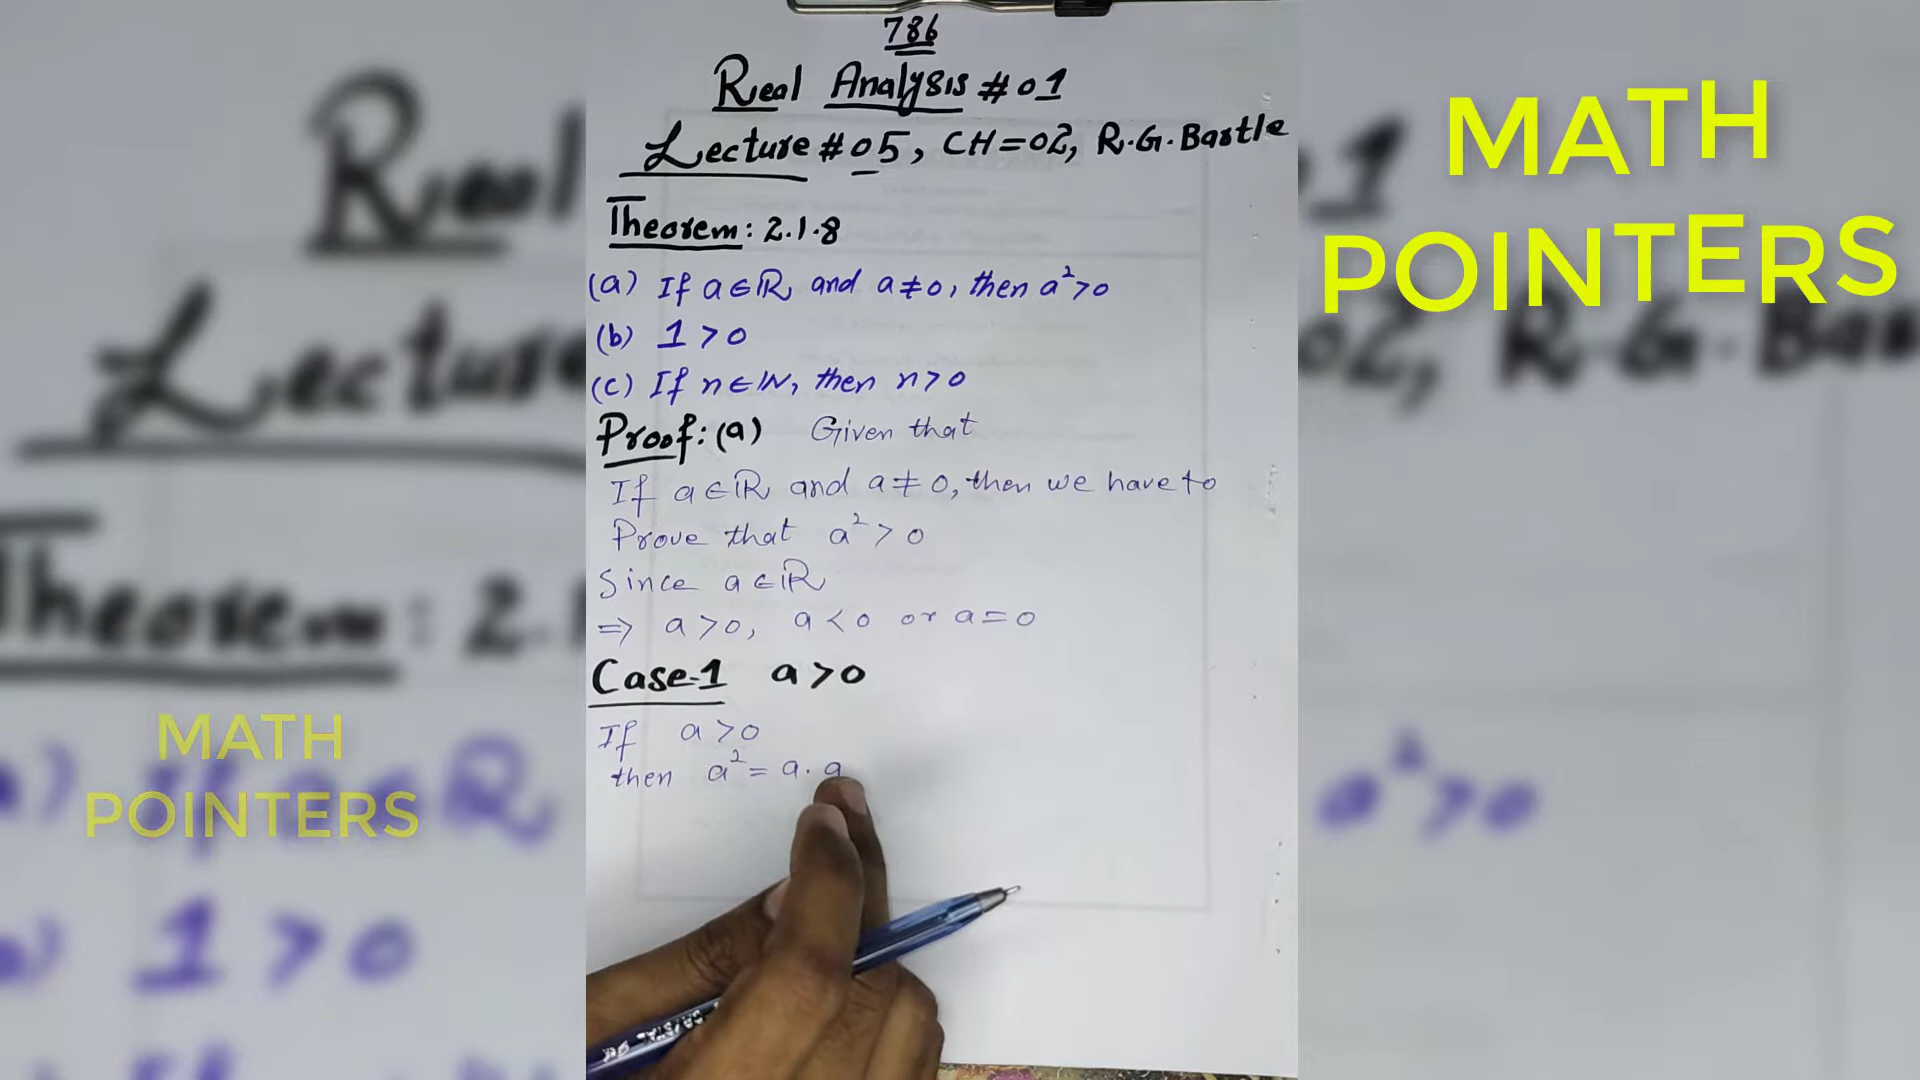 786
Real Analysis #01
Lecture #05, CH=02, R.G.Bartle
Theorem: 2.1.8
(a) If a∈ℝ and a≠0, then a²>0
(b) 1>0
(c) If n∈ℕ, then n>0
Proof:(a) Given that
If a∈ℝ and a≠0, then we have to
Prove that a²>0
Since a∈ℝ
⇒ a>0, a<0 or a=0
Case-1 a>0
If a>0
then a²=a.a
MATH
POINTERS
MATH
POINTERS